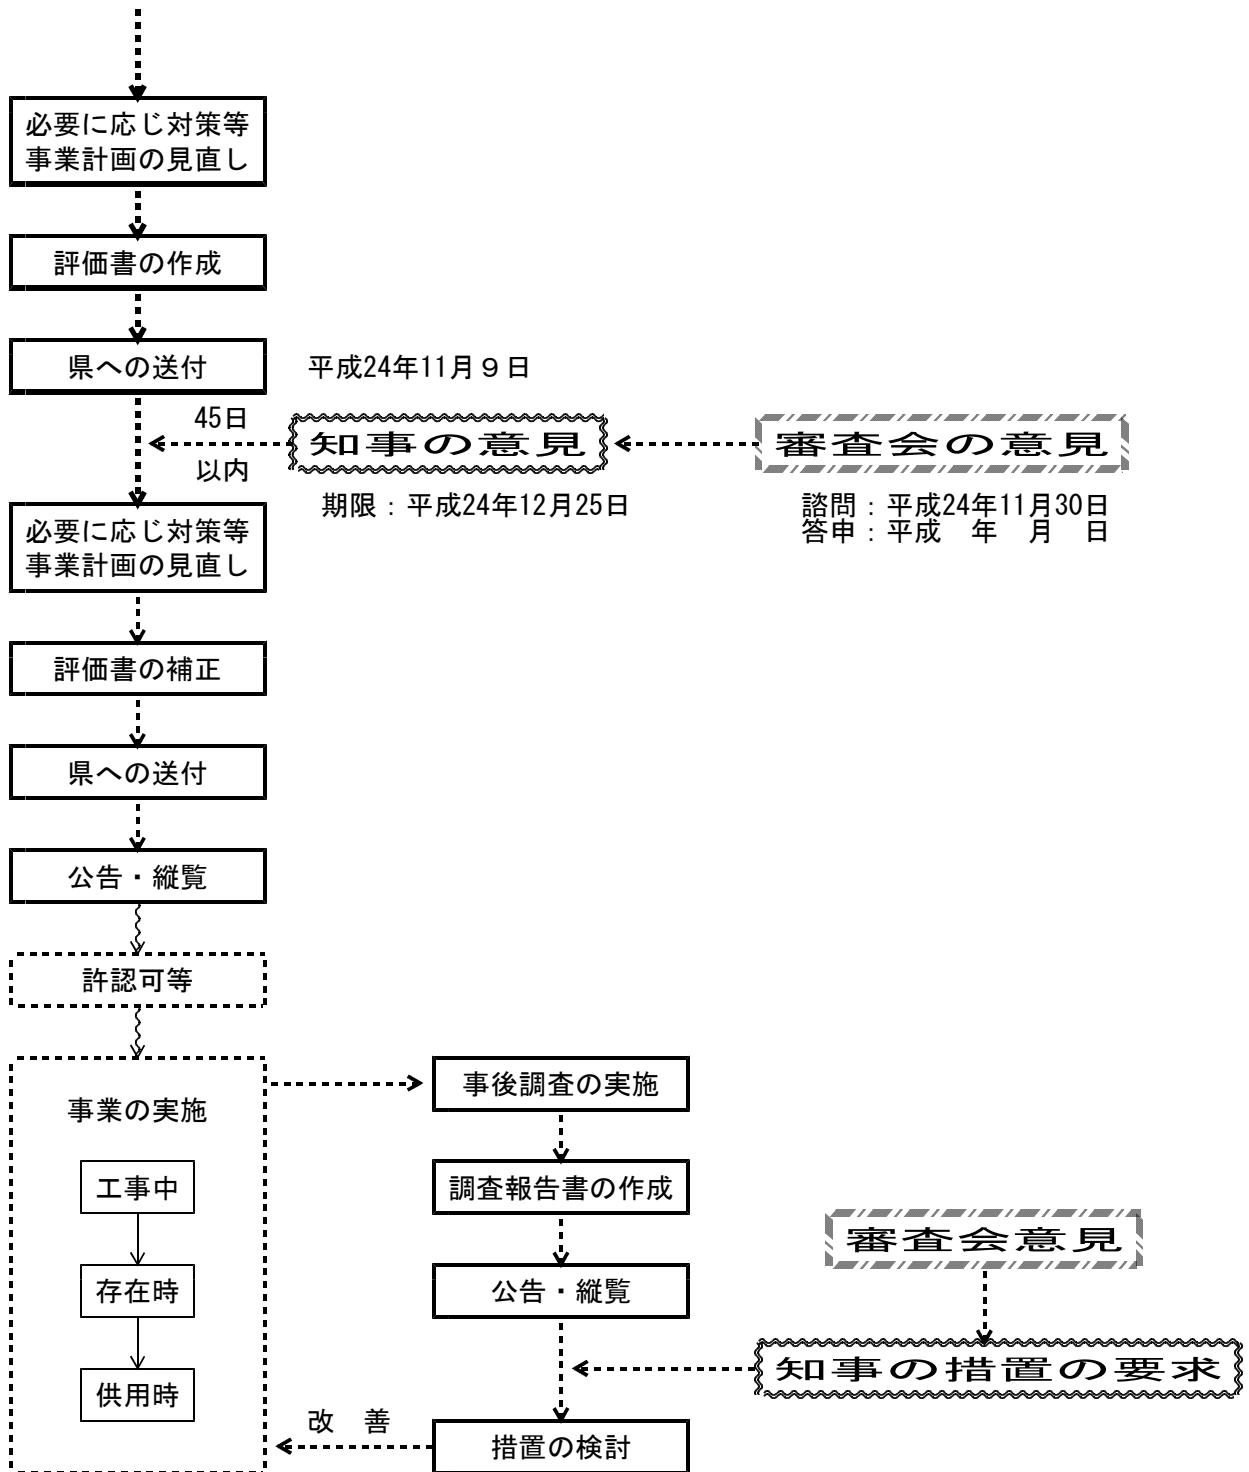 必要に応じ対策等
事業計画の見直し
評価書の作成
県への送付
平成24年11月９日
45日
以内
知事の意見
審査会の意見
期限：平成24年12月25日
諮問：平成24年11月30日
答申：平成　年　月　日
必要に応じ対策等
事業計画の見直し
評価書の補正
県への送付
公告・縦覧
許認可等
事業の実施
工事中
存在時
供用時
事後調査の実施
調査報告書の作成
公告・縦覧
審査会意見
知事の措置の要求
改　善
措置の検討